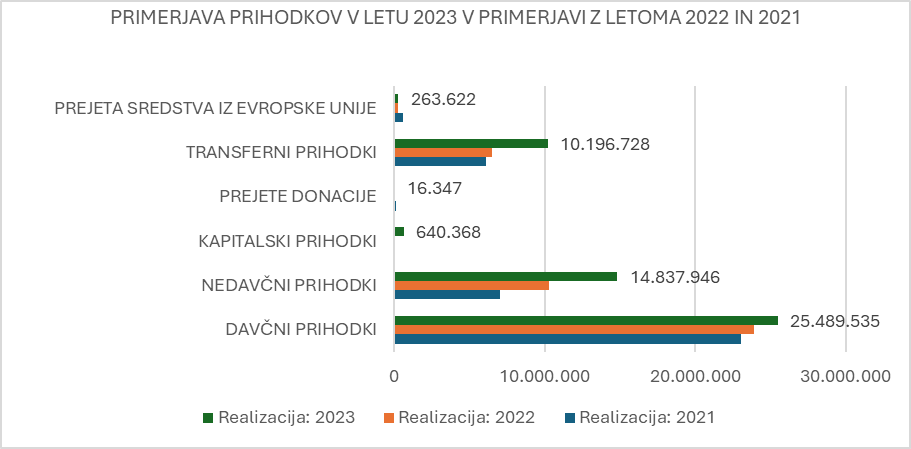 PRIMERJAVA PRIHODKOV V LETU 2023 V PRIMERJAVI Z LETOMA 2022 IN 2021
PREJETA SREDSTVA IZ EVROPSKE UNIJE 263.622
TRANSFERNI PRIHODKI 10.196.728
PREJETE DONACIJE 16.347
KAPITALSKI PRIHODKI 640.368
NEDAVČNI PRIHODKI 14.837.946
DAVČNI PRIHODKI 25.489.535
0 10.000.000 20.000.000 30.000.000
Realizacija: 2023 Realizacija: 2022 Realizacija: 2021